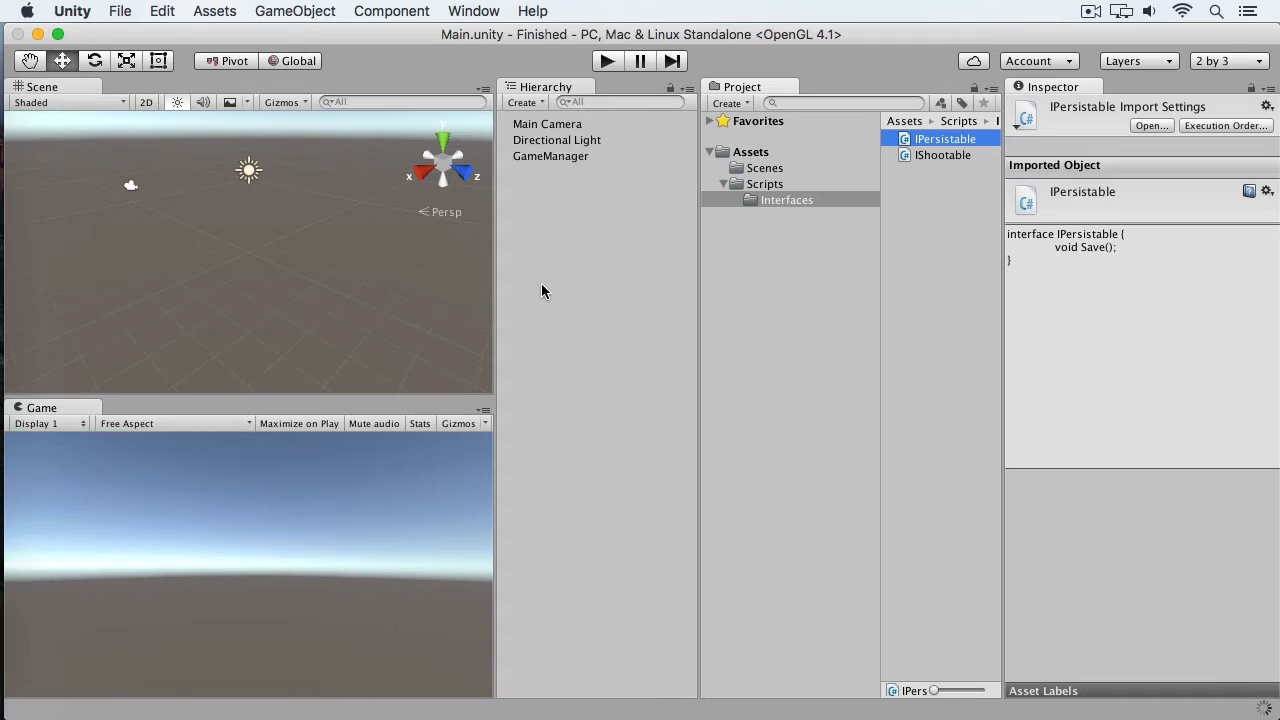 Unity File Edit Assets GameObject Component Window Help
Main.unity - Finished - PC, Mac & Linux Standalone <OpenGL 4.1>
Pivot Global Account Layers 2 by 3
Scene
Shaded 2D Gizmos All
x y z
Persp
Game
Display 1 Free Aspect Maximize on Play Mute audio Stats Gizmos
Hierarchy
Create All
Main Camera
Directional Light
GameManager
Project
Create
Favorites
Assets
Scenes
Scripts
Interfaces
Assets Scripts I
C# IPersistable
C# IShootable
C# IPers
Inspector
C# IPersistable Import Settings
Open... Execution Order...
Imported Object
C# IPersistable
interface IPersistable {
void Save();
}
Asset Labels